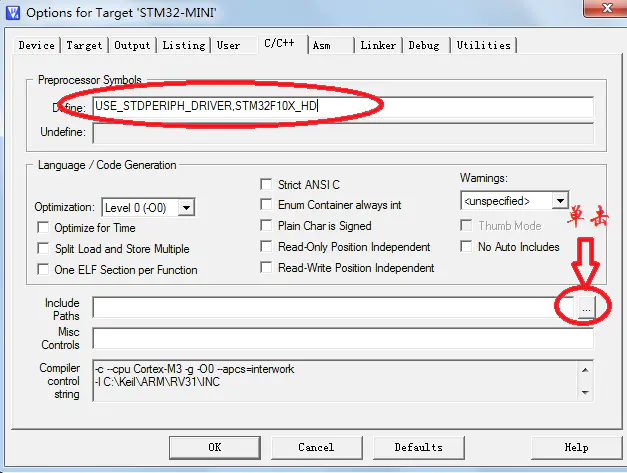 Options for Target 'STM32-MINI'
Device Target Output Listing User C/C++ Asm Linker Debug Utilities
Preprocessor Symbols
Define: USE_STDPERIPH_DRIVER,STM32F10X_HD
Undefine:
Language / Code Generation
Optimization: Level 0 (-O0)
Optimize for Time
Split Load and Store Multiple
One ELF Section per Function
Strict ANSI C
Enum Container always int
Plain Char is Signed
Read-Only Position Independent
Read-Write Position Independent
Warnings:
<unspecified>
单击
Thumb Mode
No Auto Includes
Include
Paths
...
Misc
Controls
Compiler
control
string
-c --cpu Cortex-M3 -g -O0 --apcs=interwork
-I C:\Keil\ARM\RV31\INC
OK Cancel Defaults Help